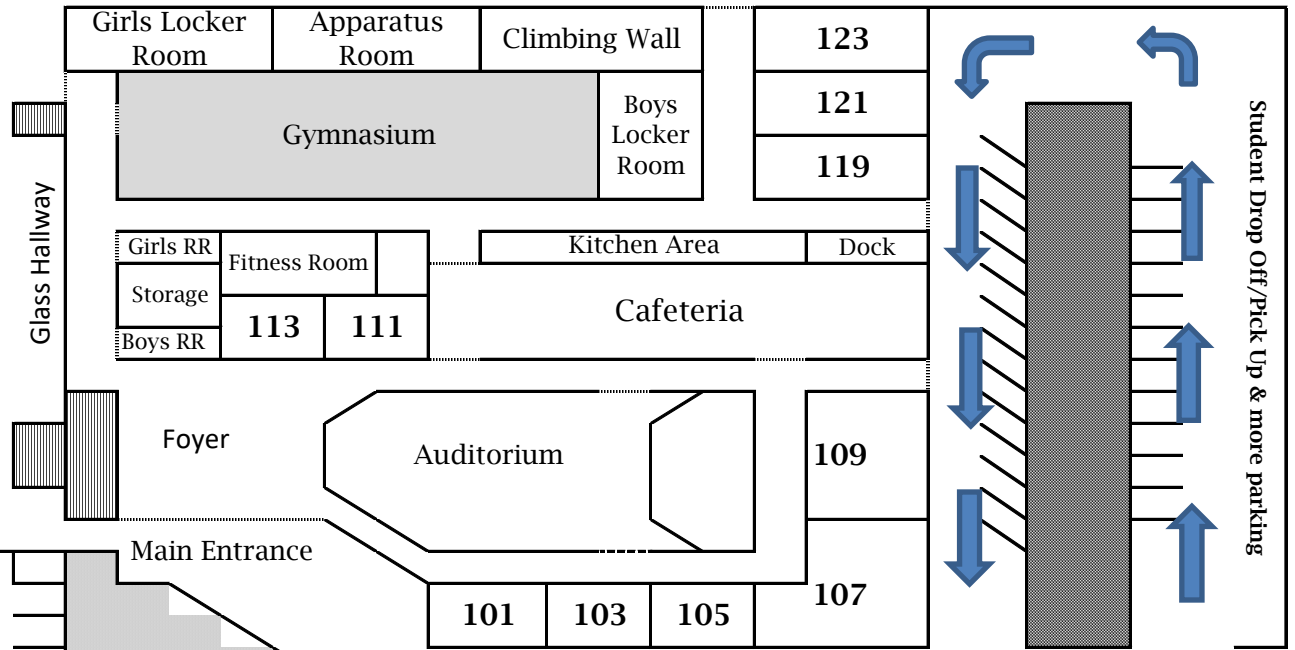 Girls Locker
Room
Apparatus
Room
Climbing Wall
123
Gymnasium
Boys
Locker
Room
121
119
Glass Hallway
Girls RR
Fitness Room
Kitchen Area
Dock
Storage
Cafeteria
Boys RR
113
111
Foyer
Auditorium
109
Main Entrance
101
103
105
107
Student Drop Off/Pick Up & more parking